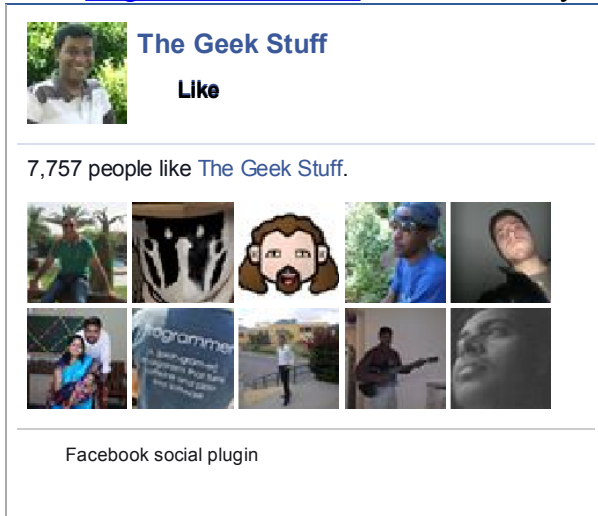 The Geek Stuff
Like
7,757 people like The Geek Stuff.
programmer
Facebook social plugin